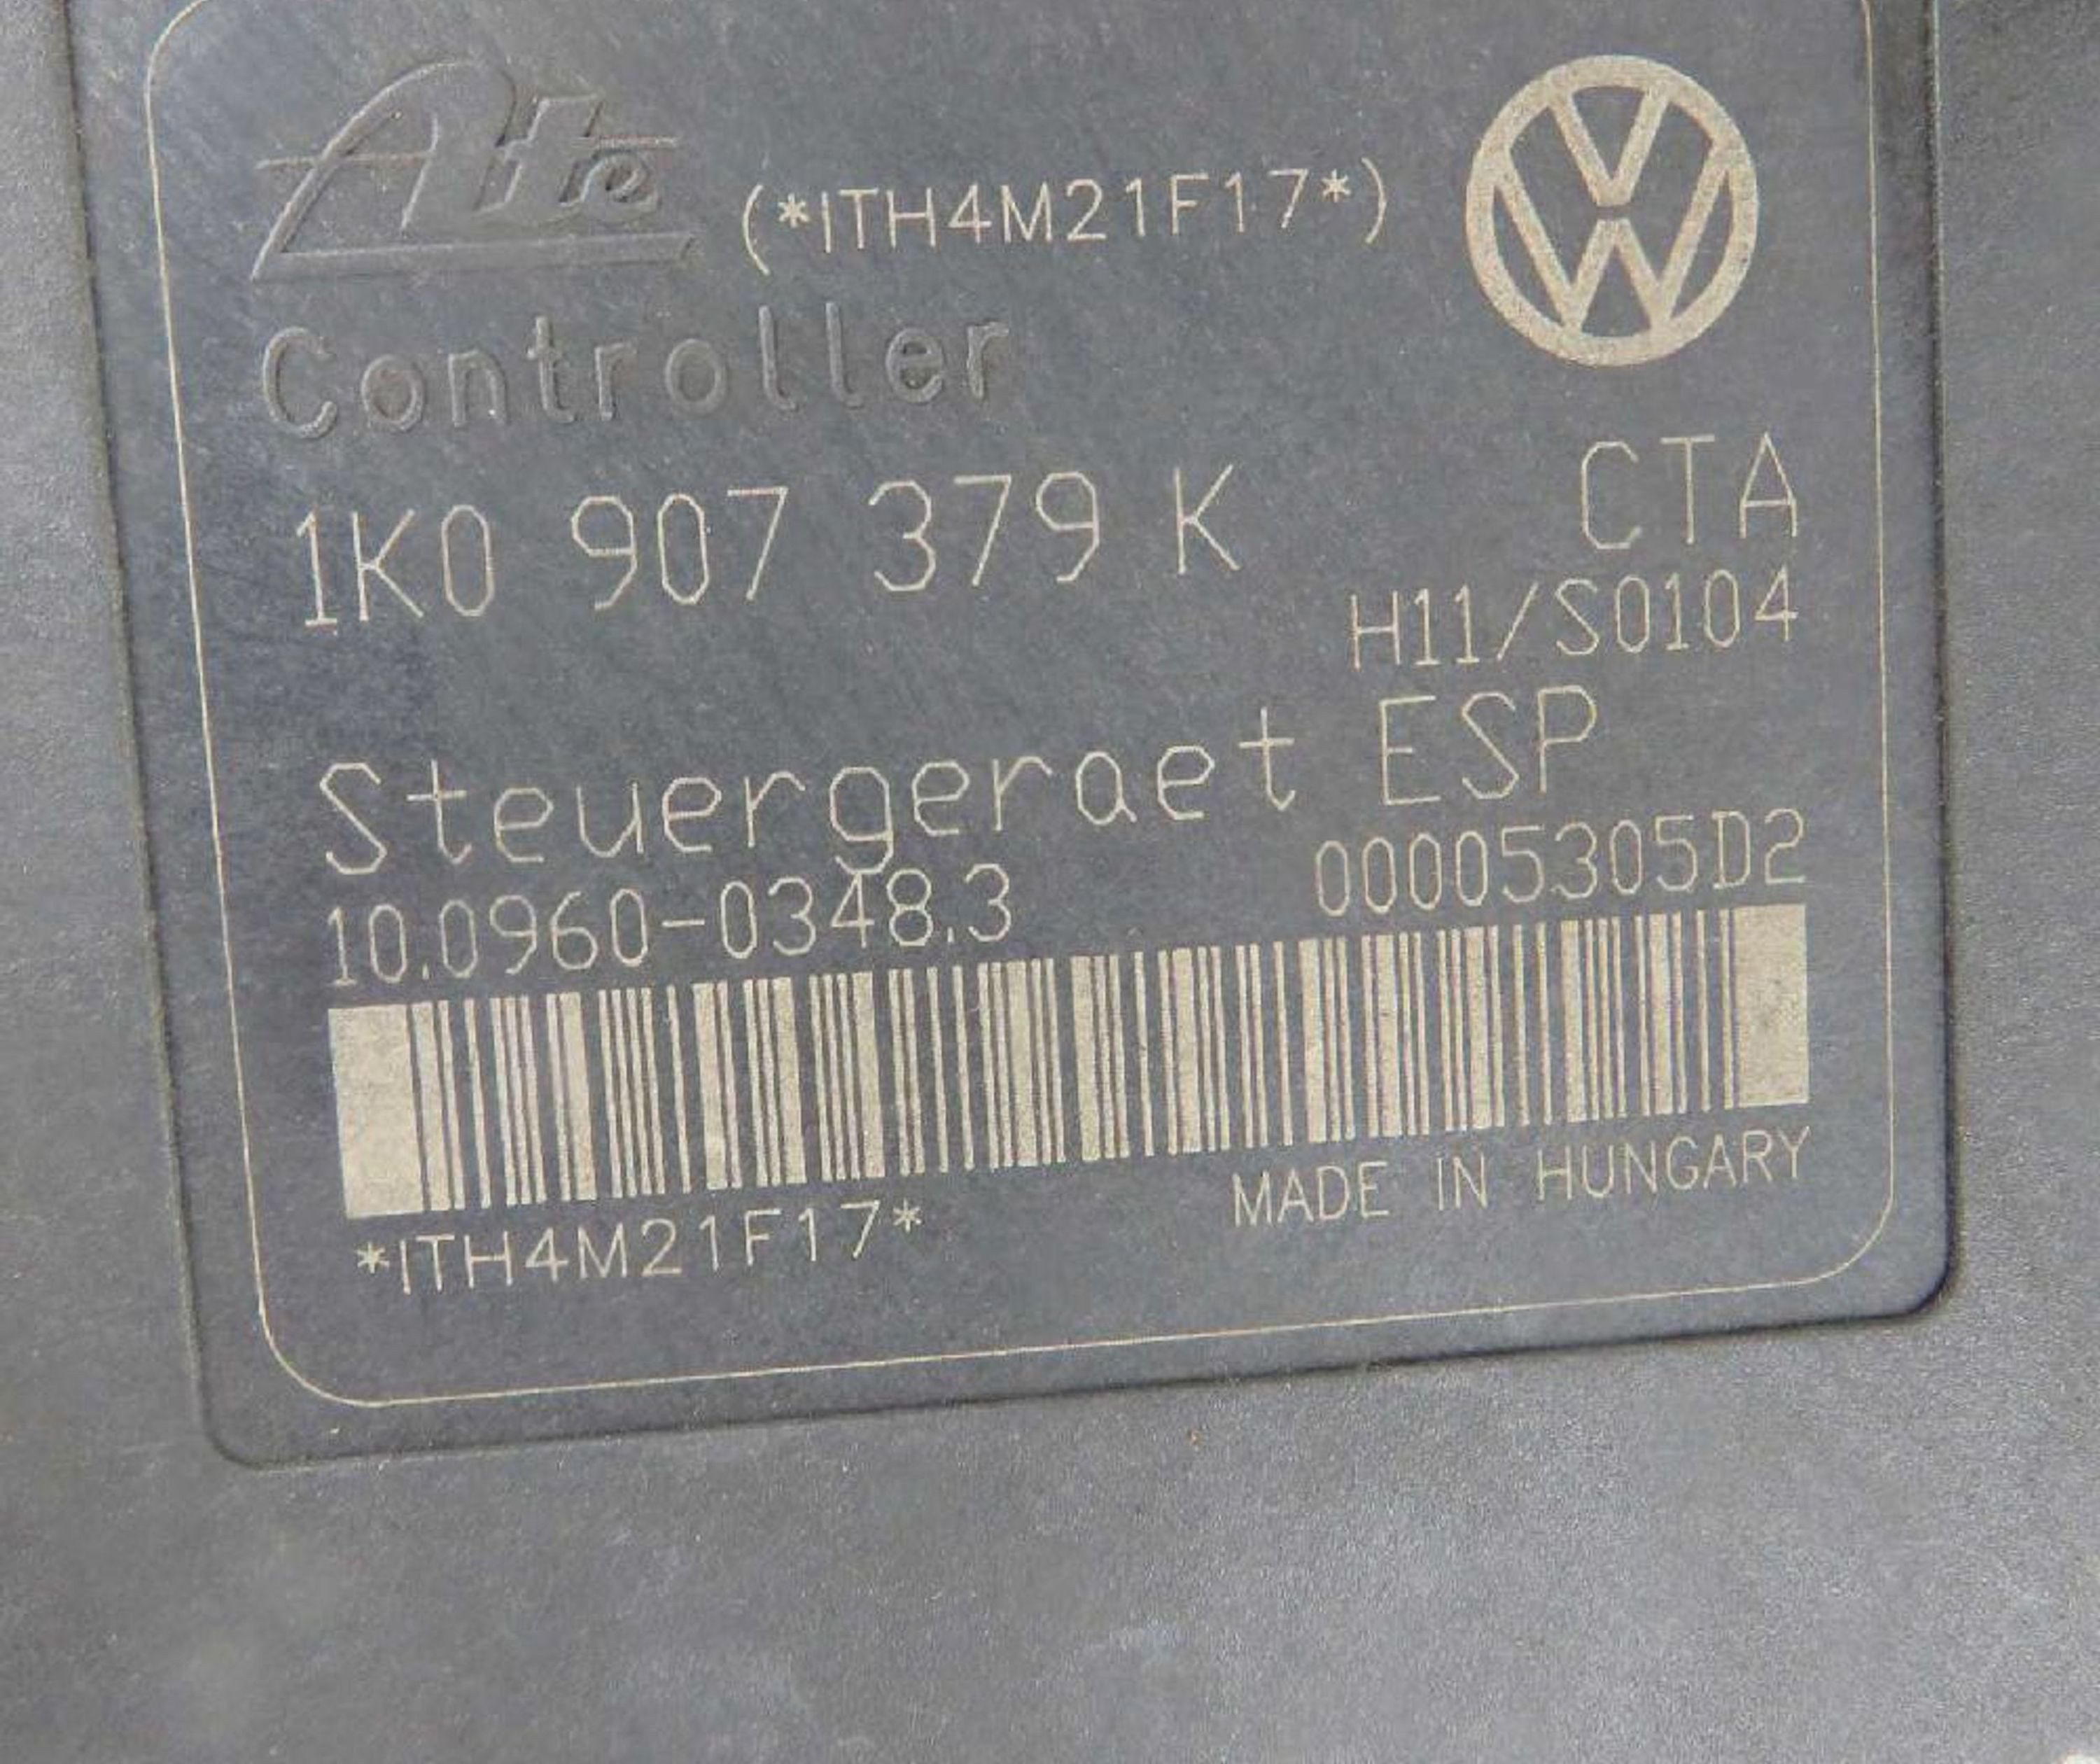 Ate (*ITH4M21F17*)
Controller
1K0 907 379 K CTA
H11/S0104
Steuergeraet ESP
10.0960-0348.3 00005305D2
*ITH4M21F17* MADE IN HUNGARY